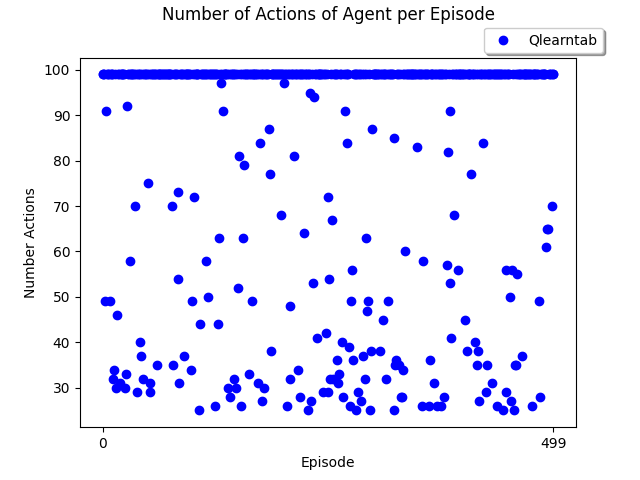 Number of Actions of Agent per Episode
Qlearntab
100
90
80
70
60
50
40
30
Number Actions
0
499
Episode